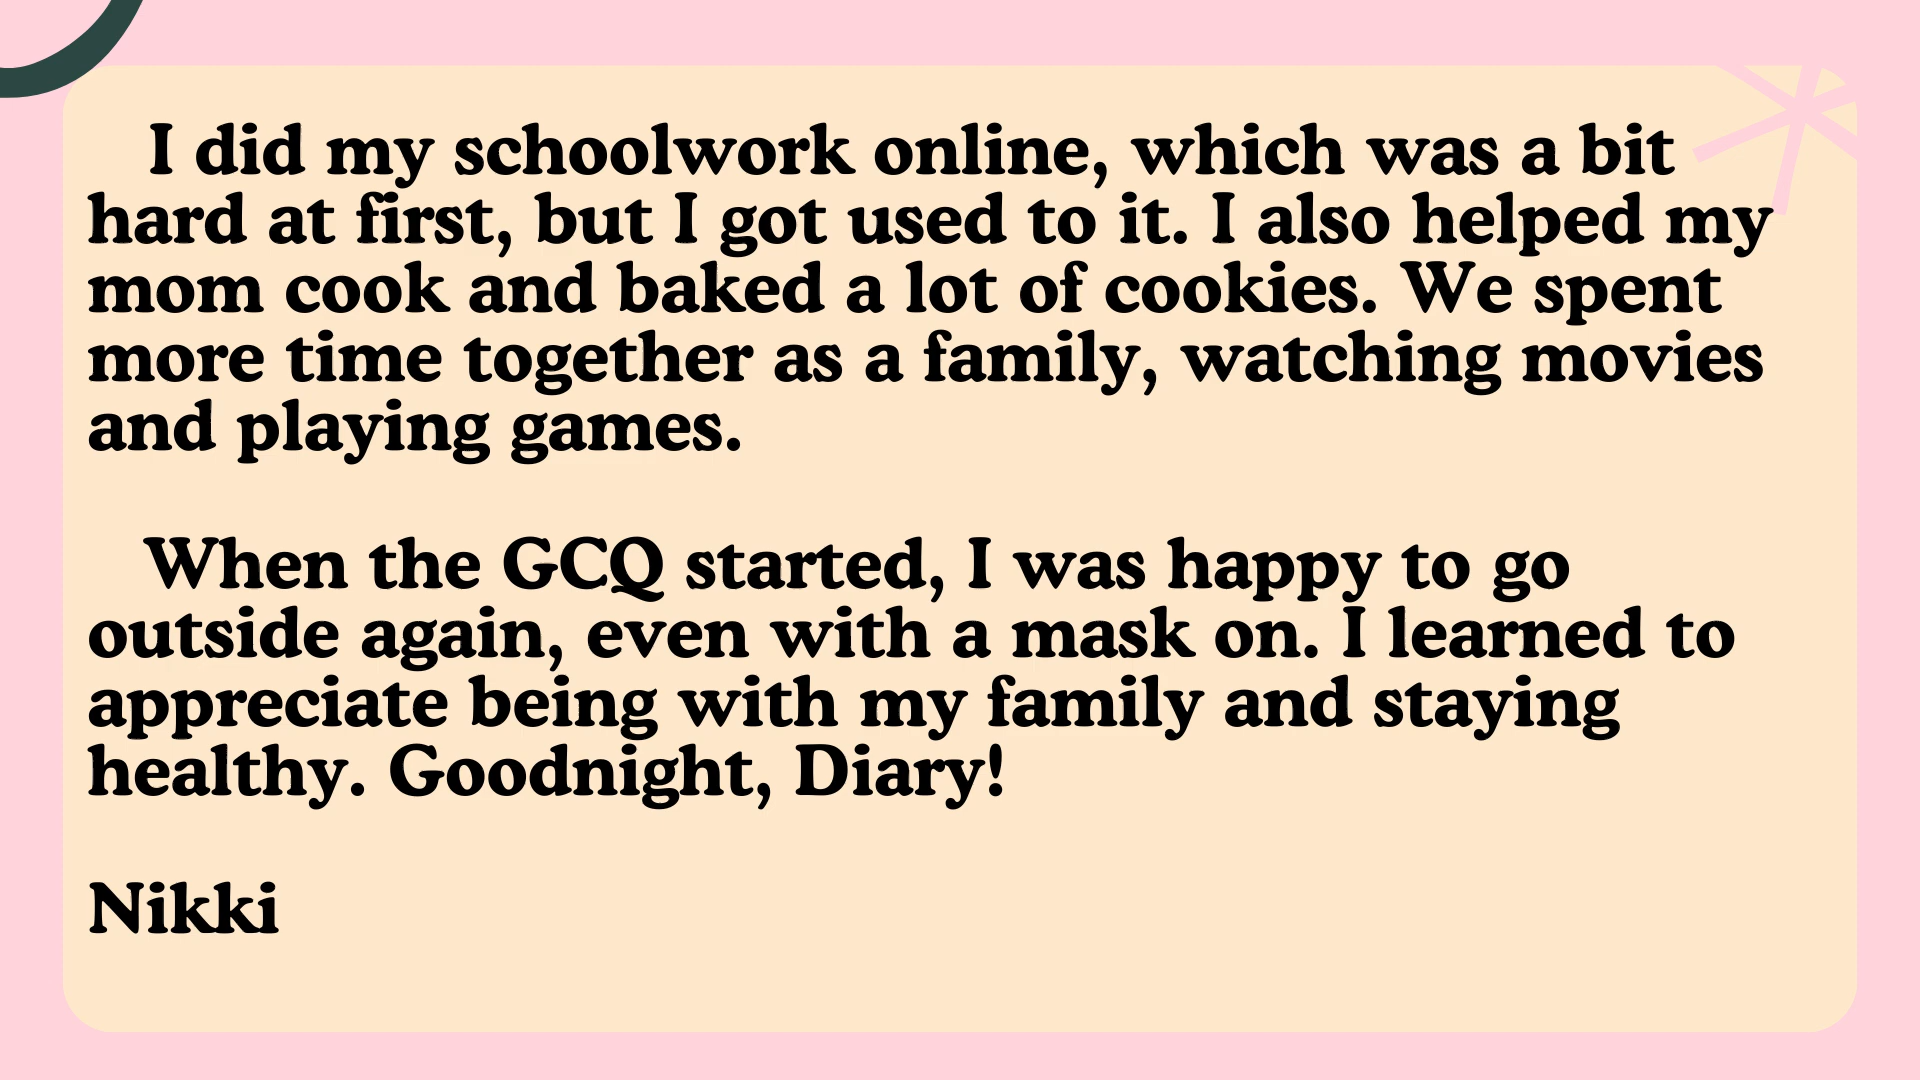 I did my schoolwork online, which was a bit
hard at first, but I got used to it. I also helped my
mom cook and baked a lot of cookies. We spent
more time together as a family, watching movies
and playing games.
When the GCQ started, I was happy to go
outside again, even with a mask on. I learned to
appreciate being with my family and staying
healthy. Goodnight, Diary!
Nikki